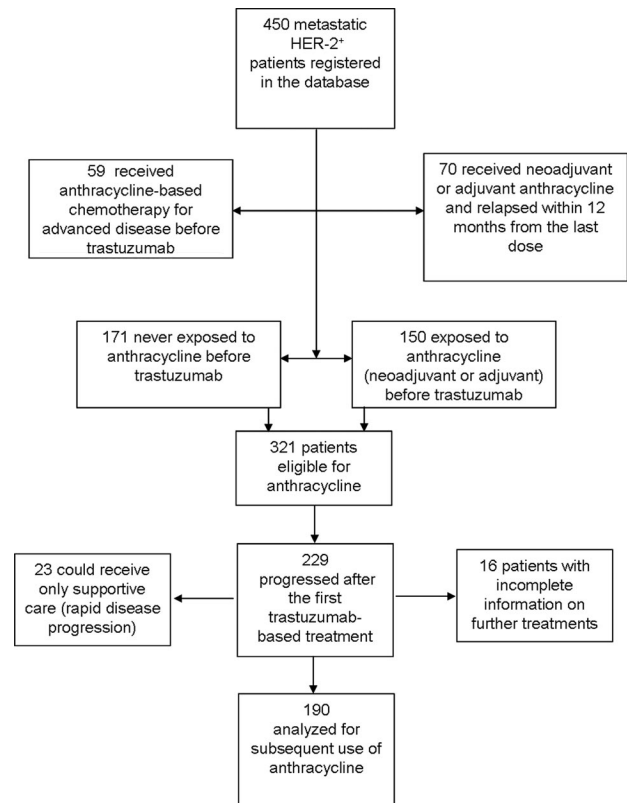 450 metastatic
HER-2⁺
patients registered
in the database
59 received
anthracycline-based
chemotherapy for
advanced disease before
trastuzumab
70 received neoadjuvant
or adjuvant anthracycline
and relapsed within 12
months from the last
dose
171 never exposed to
anthracycline before
trastuzumab
150 exposed to
anthracycline
(neoadjuvant or adjuvant)
before trastuzumab
321 patients
eligible for
anthracycline
23 could receive
only supportive
care (rapid disease
progression)
229
progressed after
the first
trastuzumab-
based treatment
16 patients with
incomplete
information on
further treatments
190
analyzed for
subsequent use of
anthracycline